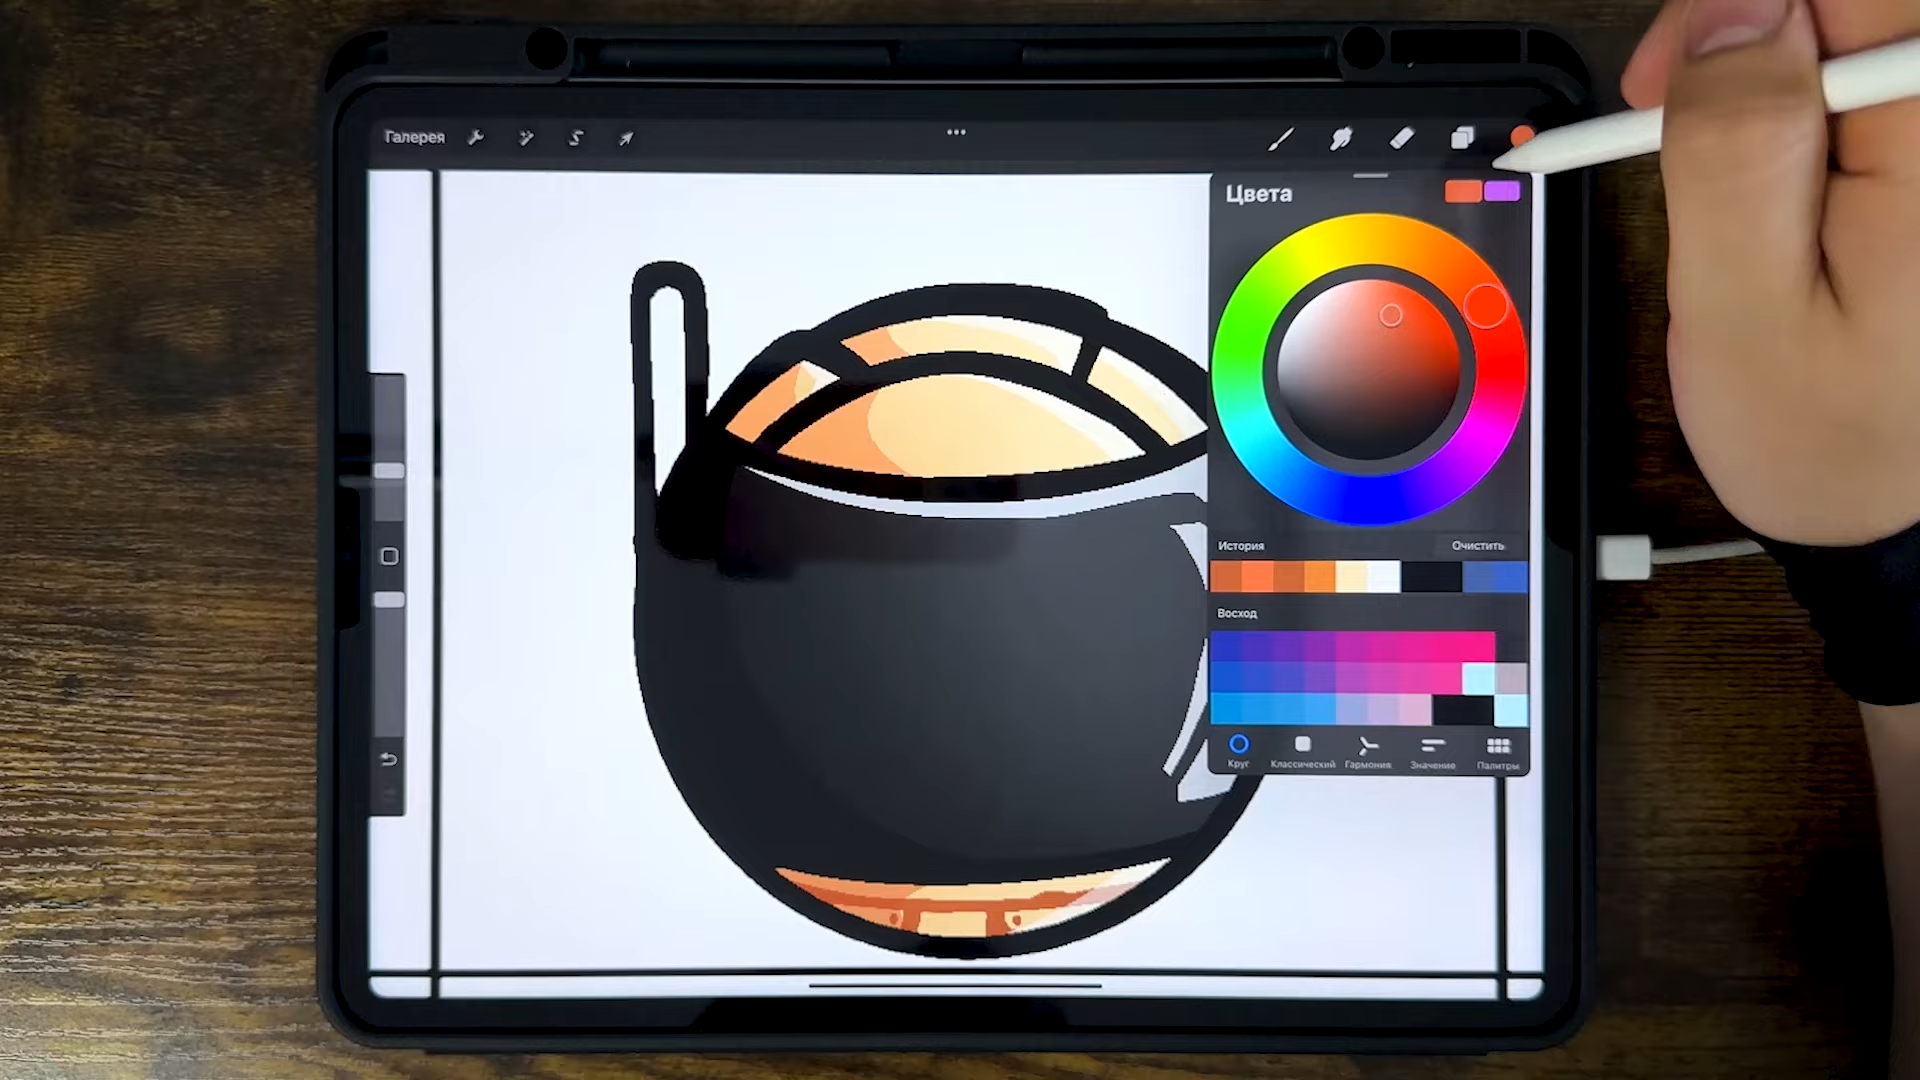 Галерея
Цвета
История
Очистить
Восход
Круг
Классический
Гармония
Значение
Палитры